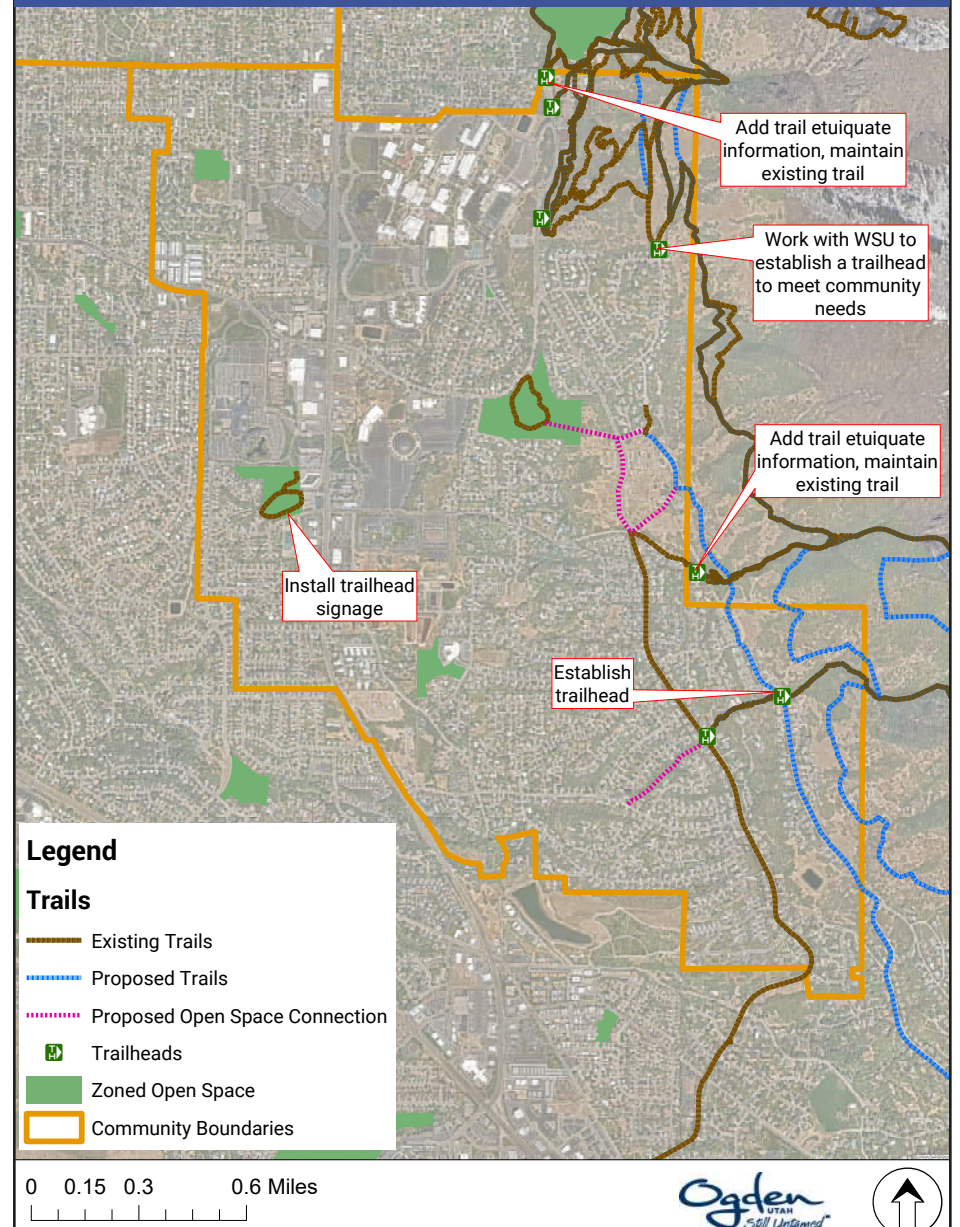 Add trail etuiquate
information, maintain
existing trail
Work with WSU to
establish a trailhead
to meet community
needs
Add trail etuiquate
information, maintain
existing trail
Install trailhead
signage
Establish
trailhead
Legend
Trails
Existing Trails
Proposed Trails
Proposed Open Space Connection
TH Trailheads
Zoned Open Space
Community Boundaries
0 0.15 0.3 0.6 Miles
Ogden
UTAH
Still Untamed